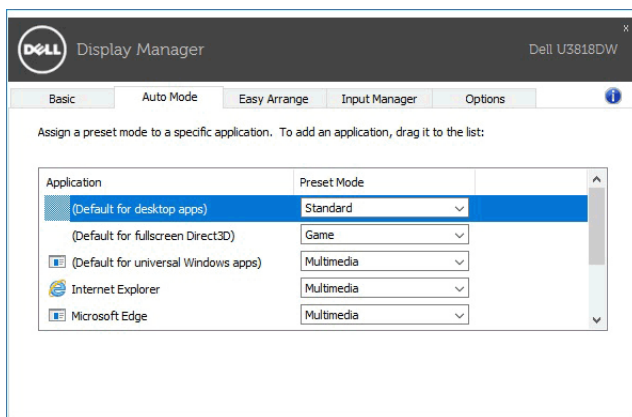 x
DELL Display Manager Dell U3818DW
Basic Auto Mode Easy Arrange Input Manager Options i
Assign a preset mode to a specific application. To add an application, drag it to the list:
Application Preset Mode
(Default for desktop apps) Standard
(Default for fullscreen Direct3D) Game
(Default for universal Windows apps) Multimedia
Internet Explorer Multimedia
Microsoft Edge Multimedia